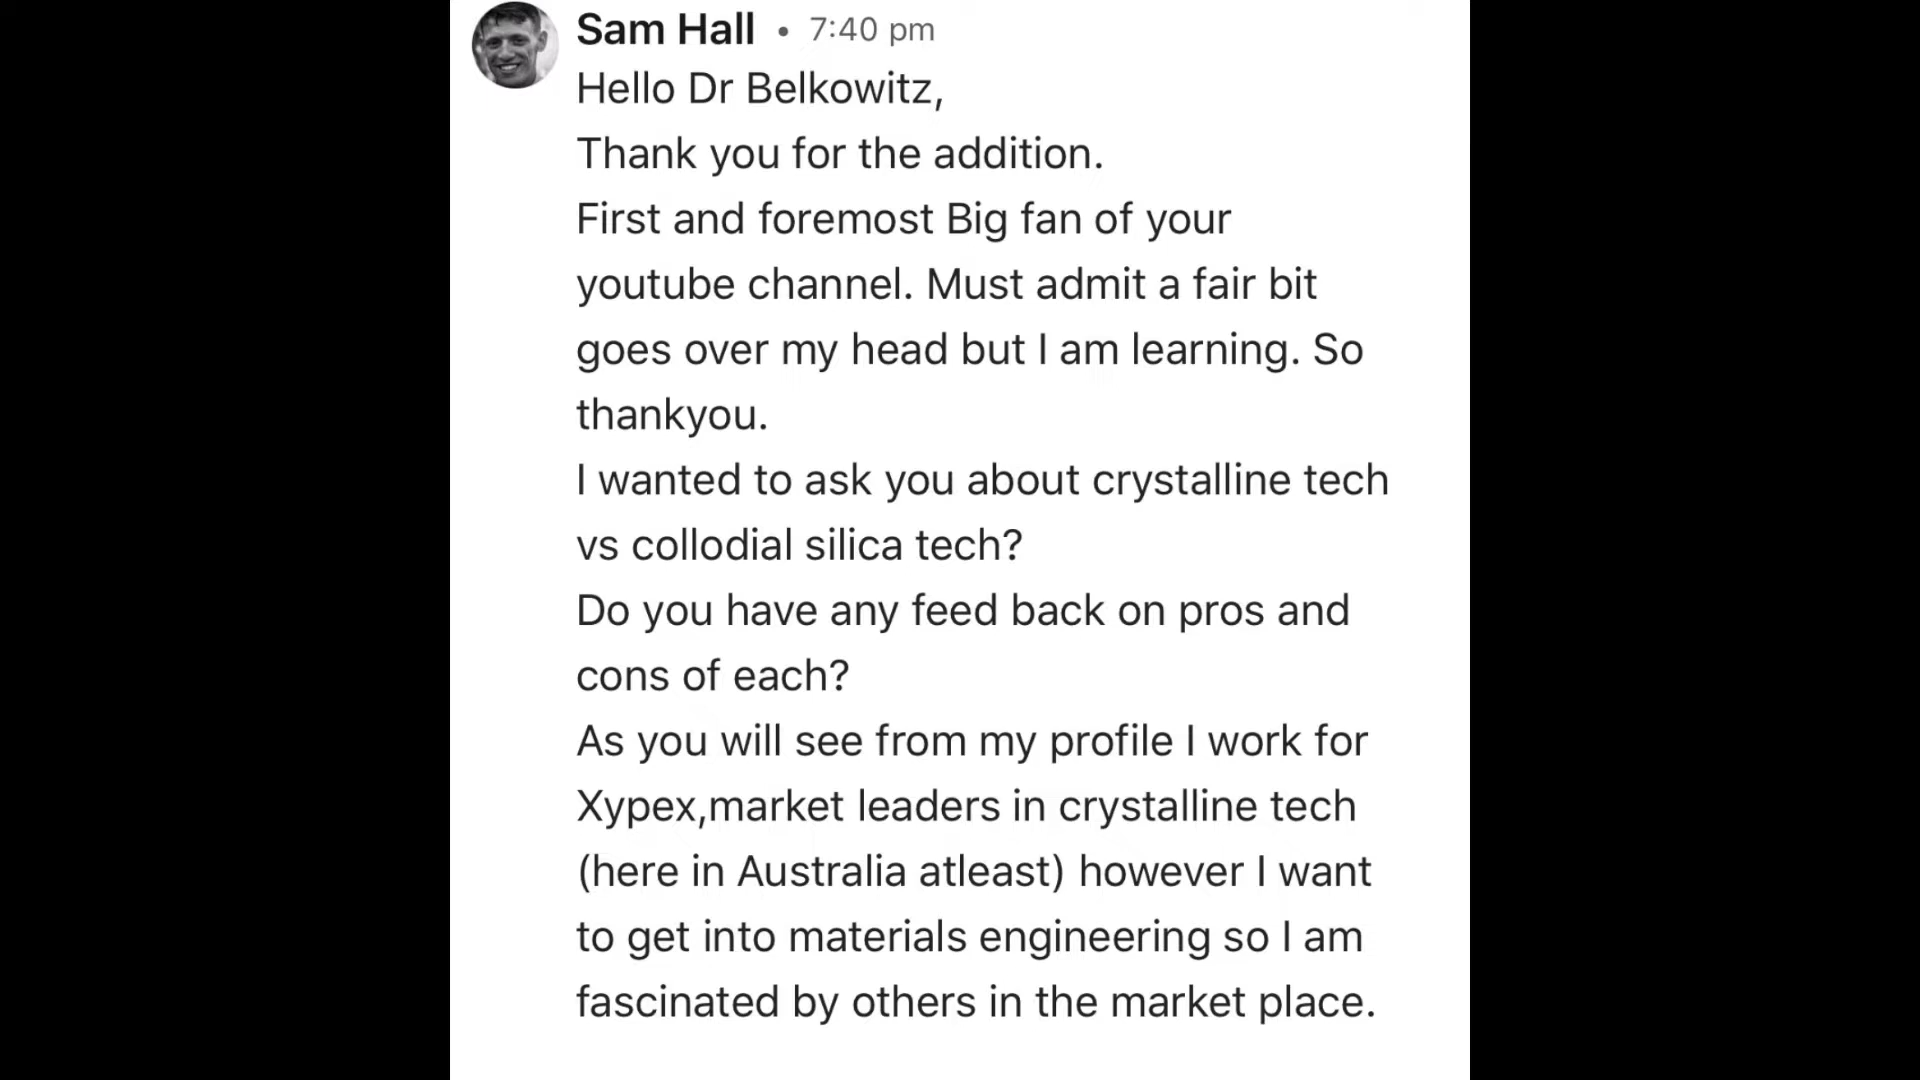 Sam Hall • 7:40 pm
Hello Dr Belkowitz,
Thank you for the addition.
First and foremost Big fan of your
youtube channel. Must admit a fair bit
goes over my head but I am learning. So
thankyou.
I wanted to ask you about crystalline tech
vs collodial silica tech?
Do you have any feed back on pros and
cons of each?
As you will see from my profile I work for
Xypex,market leaders in crystalline tech
(here in Australia atleast) however I want
to get into materials engineering so I am
fascinated by others in the market place.